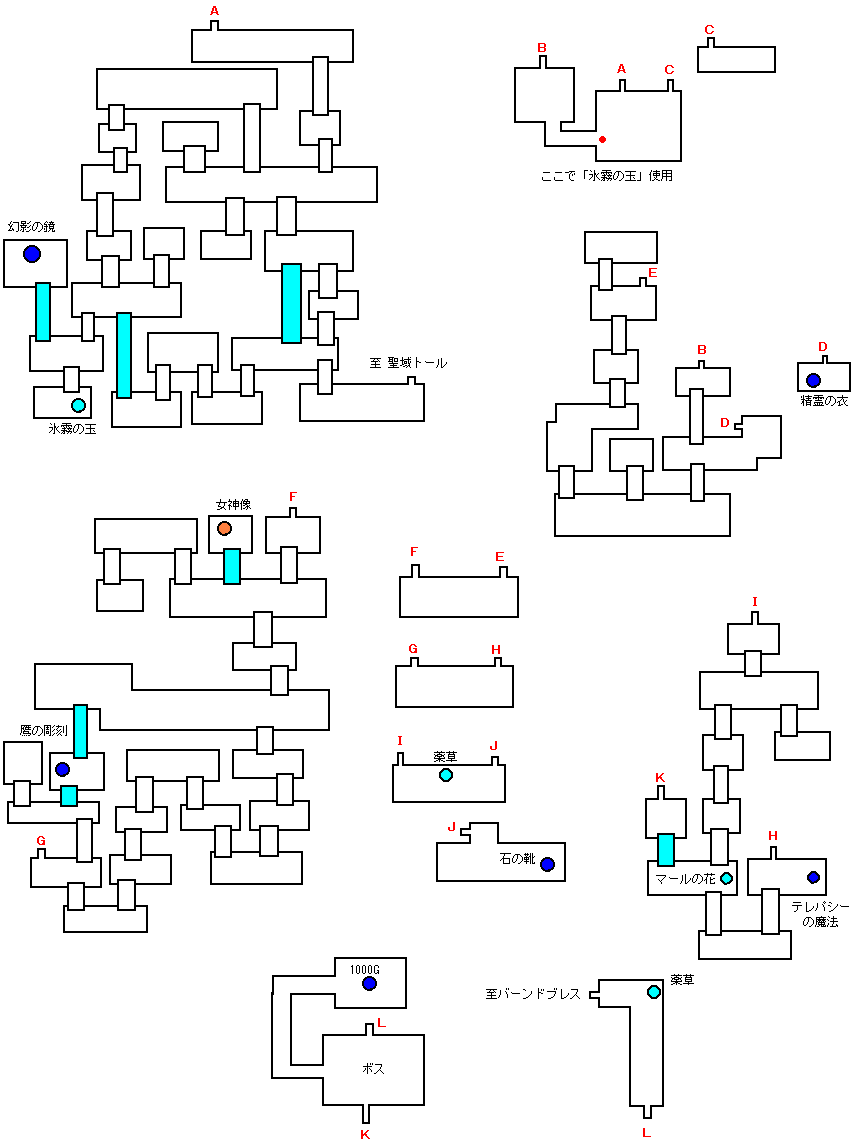 A
C
B
A
C
ここで「氷霧の玉」使用
幻影の鏡
至 聖域トール
氷霧の玉
E
B
D
D
精霊の衣
女神像
F
鷹の彫刻
G
F
E
G
H
I
薬草
J
J
石の靴
I
K
H
マールの花
テレパシー
の魔法
1000G
L
ボス
K
至バーンドブレス
薬草
L